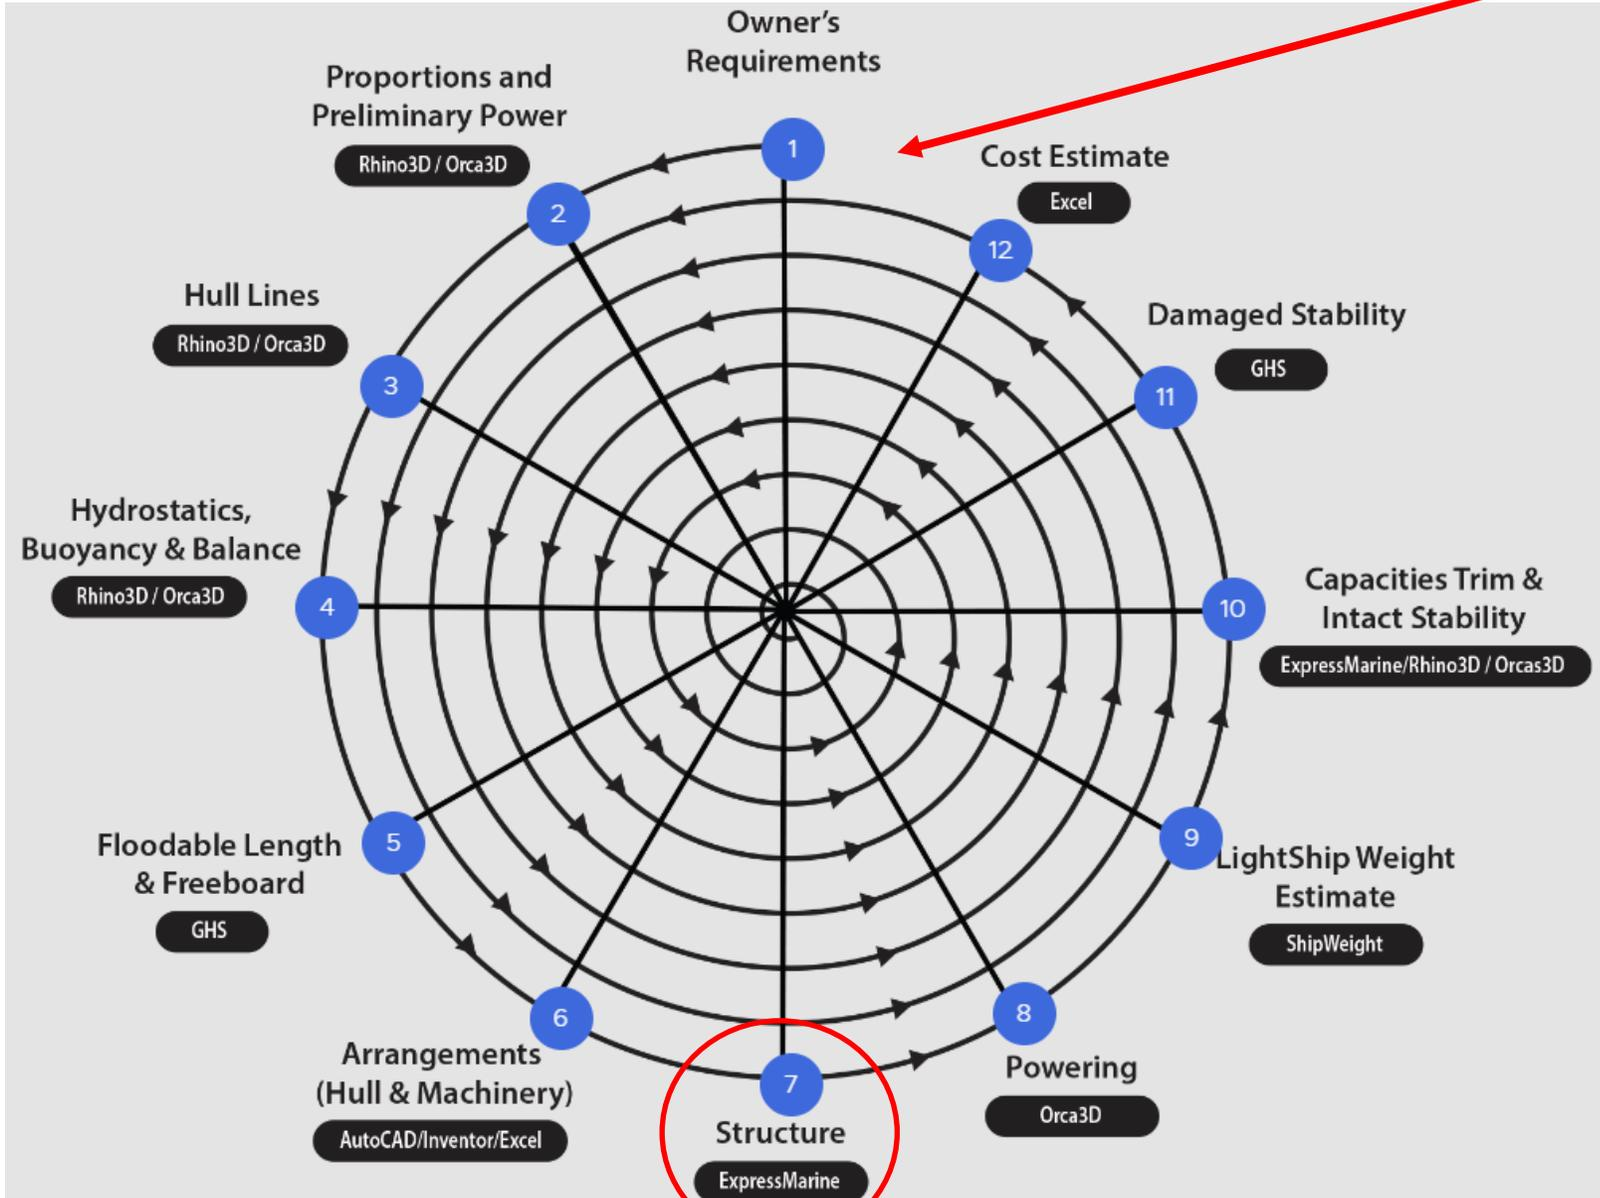 Owner's
Requirements
1
Proportions and
Preliminary Power
Rhino3D / Orca3D
2
Hull Lines
Rhino3D / Orca3D
3
Hydrostatics,
Buoyancy & Balance
Rhino3D / Orca3D
4
Floodable Length
& Freeboard
GHS
5
6
Arrangements
(Hull & Machinery)
AutoCAD/Inventor/Excel
7
Structure
ExpressMarine
8
Powering
Orca3D
9
LightShip Weight
Estimate
ShipWeight
10
Capacities Trim &
Intact Stability
ExpressMarine/Rhino3D / Orcas3D
11
Damaged Stability
GHS
12
Cost Estimate
Excel